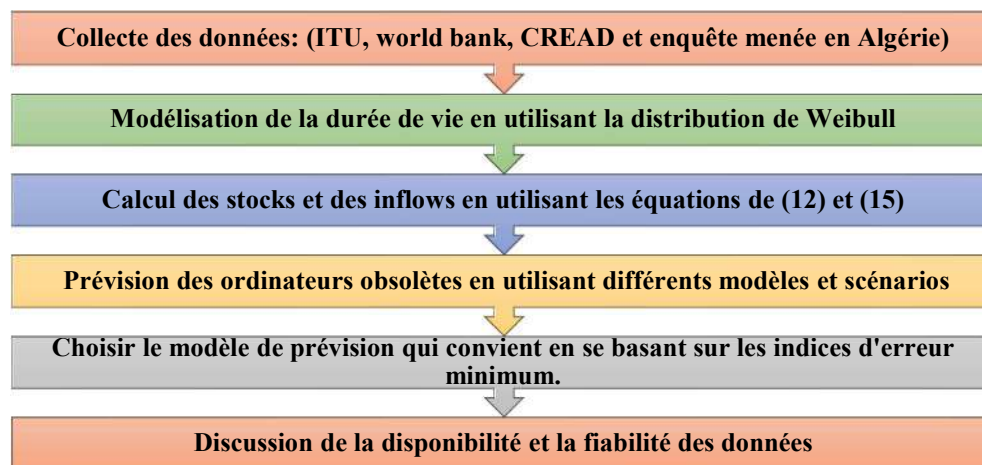 Collecte des données: (ITU, world bank, CREAD et enquête menée en Algérie)
Modélisation de la durée de vie en utilisant la distribution de Weibull
Calcul des stocks et des inflows en utilisant les équations de (12) et (15)
Prévision des ordinateurs obsolètes en utilisant différents modèles et scénarios
Choisir le modèle de prévision qui convient en se basant sur les indices d'erreur
minimum.
Discussion de la disponibilité et la fiabilité des données